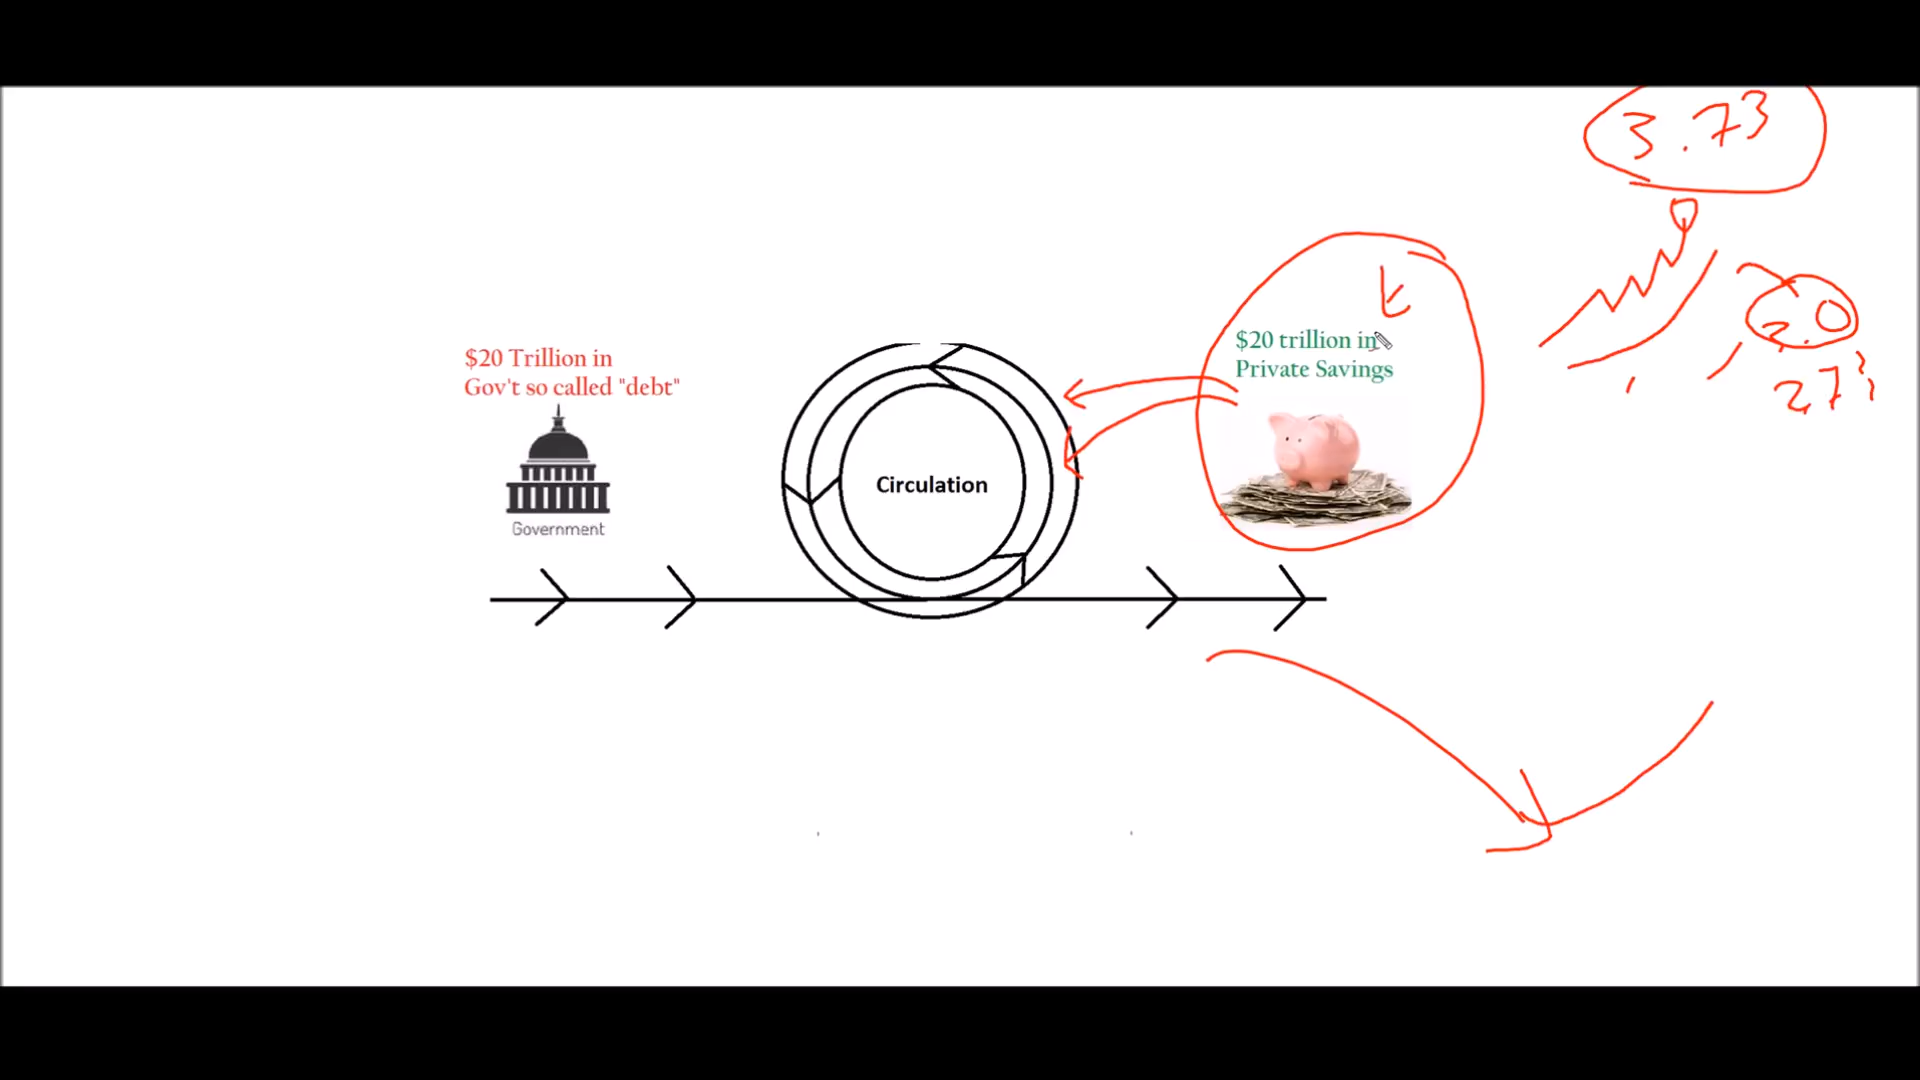 3.73
$20 trillion in
Private Savings
$20 Trillion in
Gov't so called "debt"
Circulation
Government